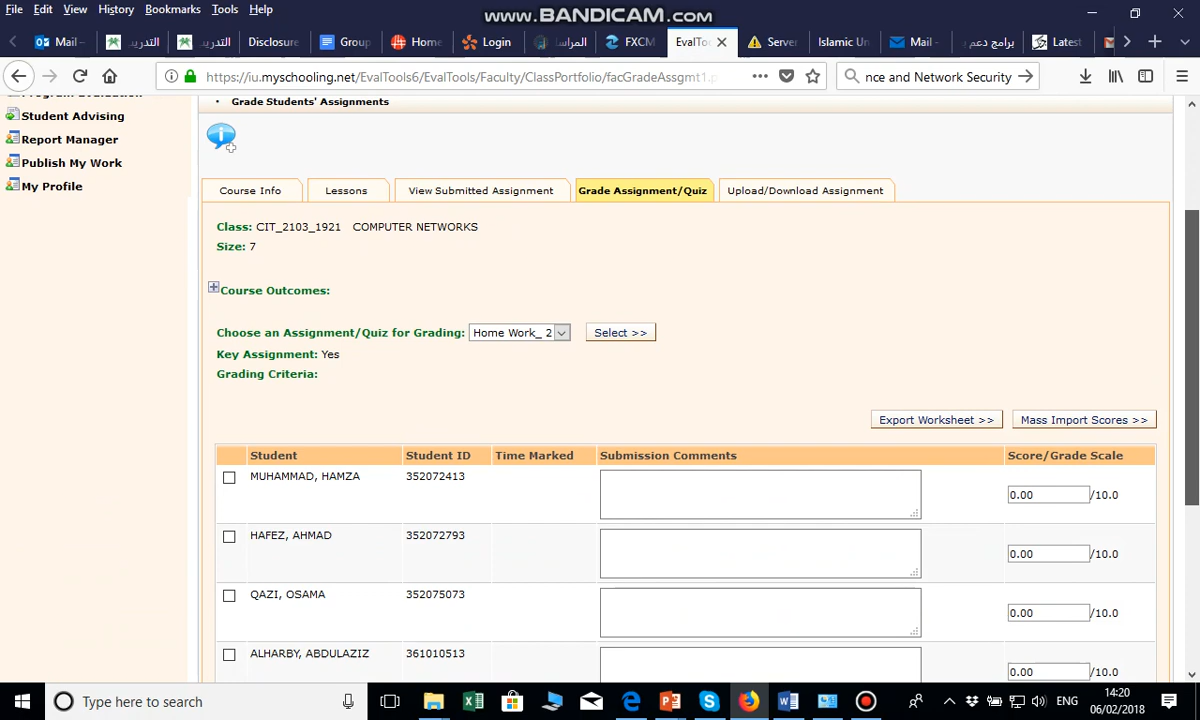 File Edit View History Bookmarks Tools Help
www.BANDICAM.com
Mail - التدريب التدريب Disclosure Group Home Login المراسا FXCM EvalToo Server Islamic Un Mail - برامج دعم Latest
https://iu.myschooling.net/EvalTools6/EvalTools/Faculty/ClassPortfolio/facGradeAssgmt1.p
nce and Network Security
Student Advising
Report Manager
Publish My Work
My Profile
• Grade Students' Assignments
Course Info Lessons View Submitted Assignment Grade Assignment/Quiz Upload/Download Assignment
Class: CIT_2103_1921 COMPUTER NETWORKS
Size: 7
Course Outcomes:
Choose an Assignment/Quiz for Grading: Home Work_ 2 Select >>
Key Assignment: Yes
Grading Criteria:
Export Worksheet >> Mass Import Scores >>
Student Student ID Time Marked Submission Comments Score/Grade Scale
MUHAMMAD, HAMZA 352072413 0.00 /10.0
HAFEZ, AHMAD 352072793 0.00 /10.0
QAZI, OSAMA 352075073 0.00 /10.0
ALHARBY, ABDULAZIZ 361010513 0.00 /10.0
Type here to search
ENG
14:20
06/02/2018